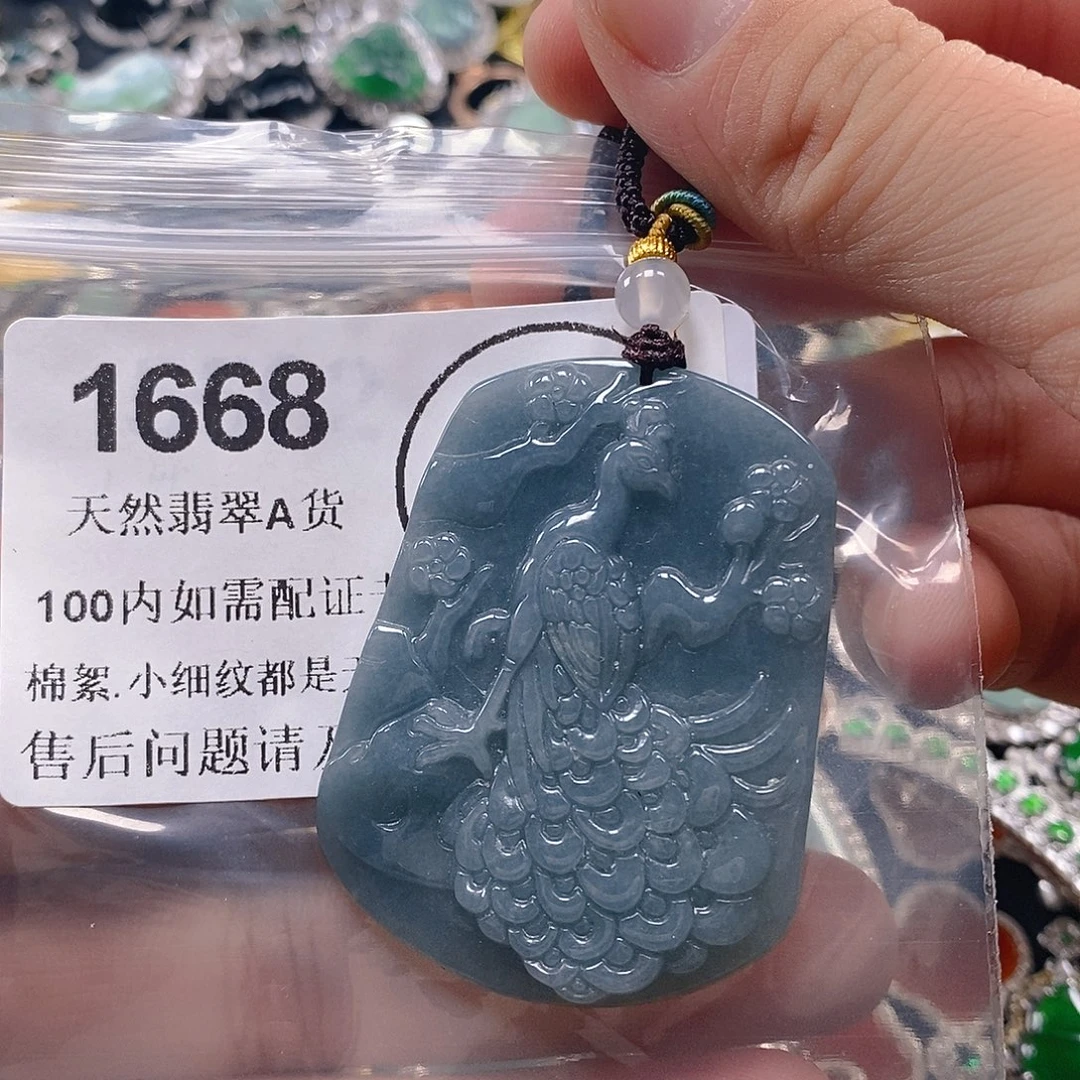 1668
天然翡翠A货
100内如需配证
棉絮.小细纹都是
售后问题请